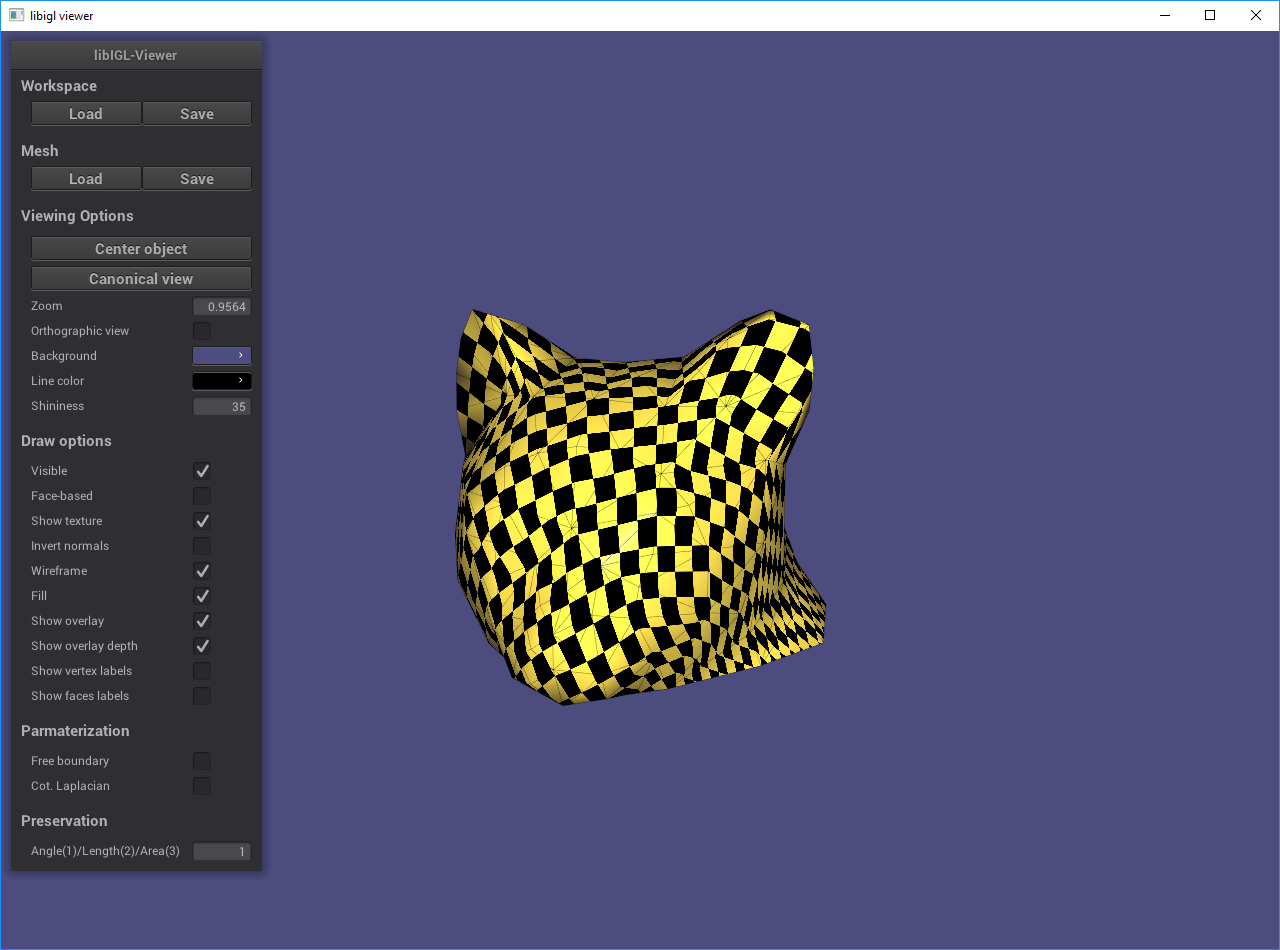 libigl viewer
libIGL-Viewer
Workspace
Load Save
Mesh
Load Save
Viewing Options
Center object
Canonical view
Zoom 0.9564
Orthographic view
Background
Line color
Shininess 35
Draw options
Visible
Face-based
Show texture
Invert normals
Wireframe
Fill
Show overlay
Show overlay depth
Show vertex labels
Show faces labels
Parmaterization
Free boundary
Cot. Laplacian
Preservation
Angle(1)/Length(2)/Area(3) 1